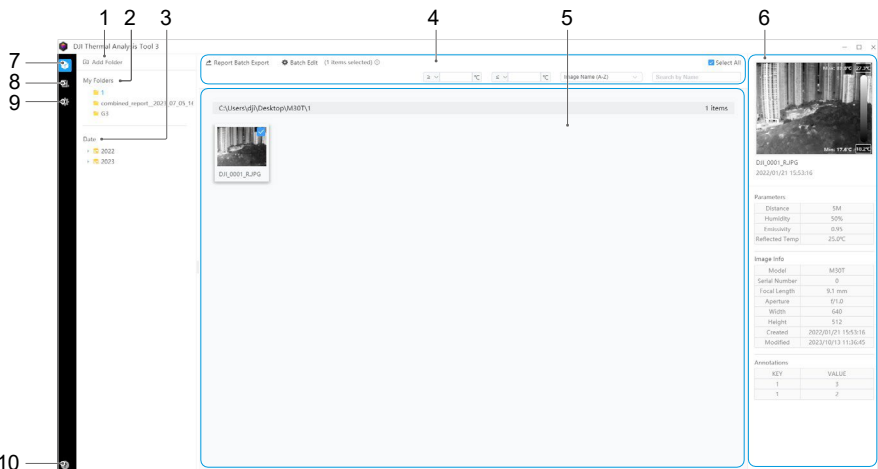 1 2 3 4 5 6
DJI Thermal Analysis Tool 3
7
Add Folder
Report Batch Export Batch Edit (1 items selected)
Select All
8
My Folders
≥ °C ≤ °C Image Name (A-Z) Search by Name
1
9
combined_report_2023_07_05_16
G3
C:\Users\dji\Desktop\M30T\1 1 items
Date
2022
2023
DJI_0001_R.JPG
DJI_0001_R.JPG
2022/01/21 15:53:16
Parameters
Distance 5M
Humidity 50%
Emissivity 0.95
Reflected Temp 25.0°C
Image Info
Model M30T
Serial Number 0
Focal Length 9.1 mm
Aperture f/1.0
Width 640
Height 512
Created 2022/01/21 15:53:16
Modified 2023/10/13 11:36:45
Annotations
KEY VALUE
1 3
1 2
10